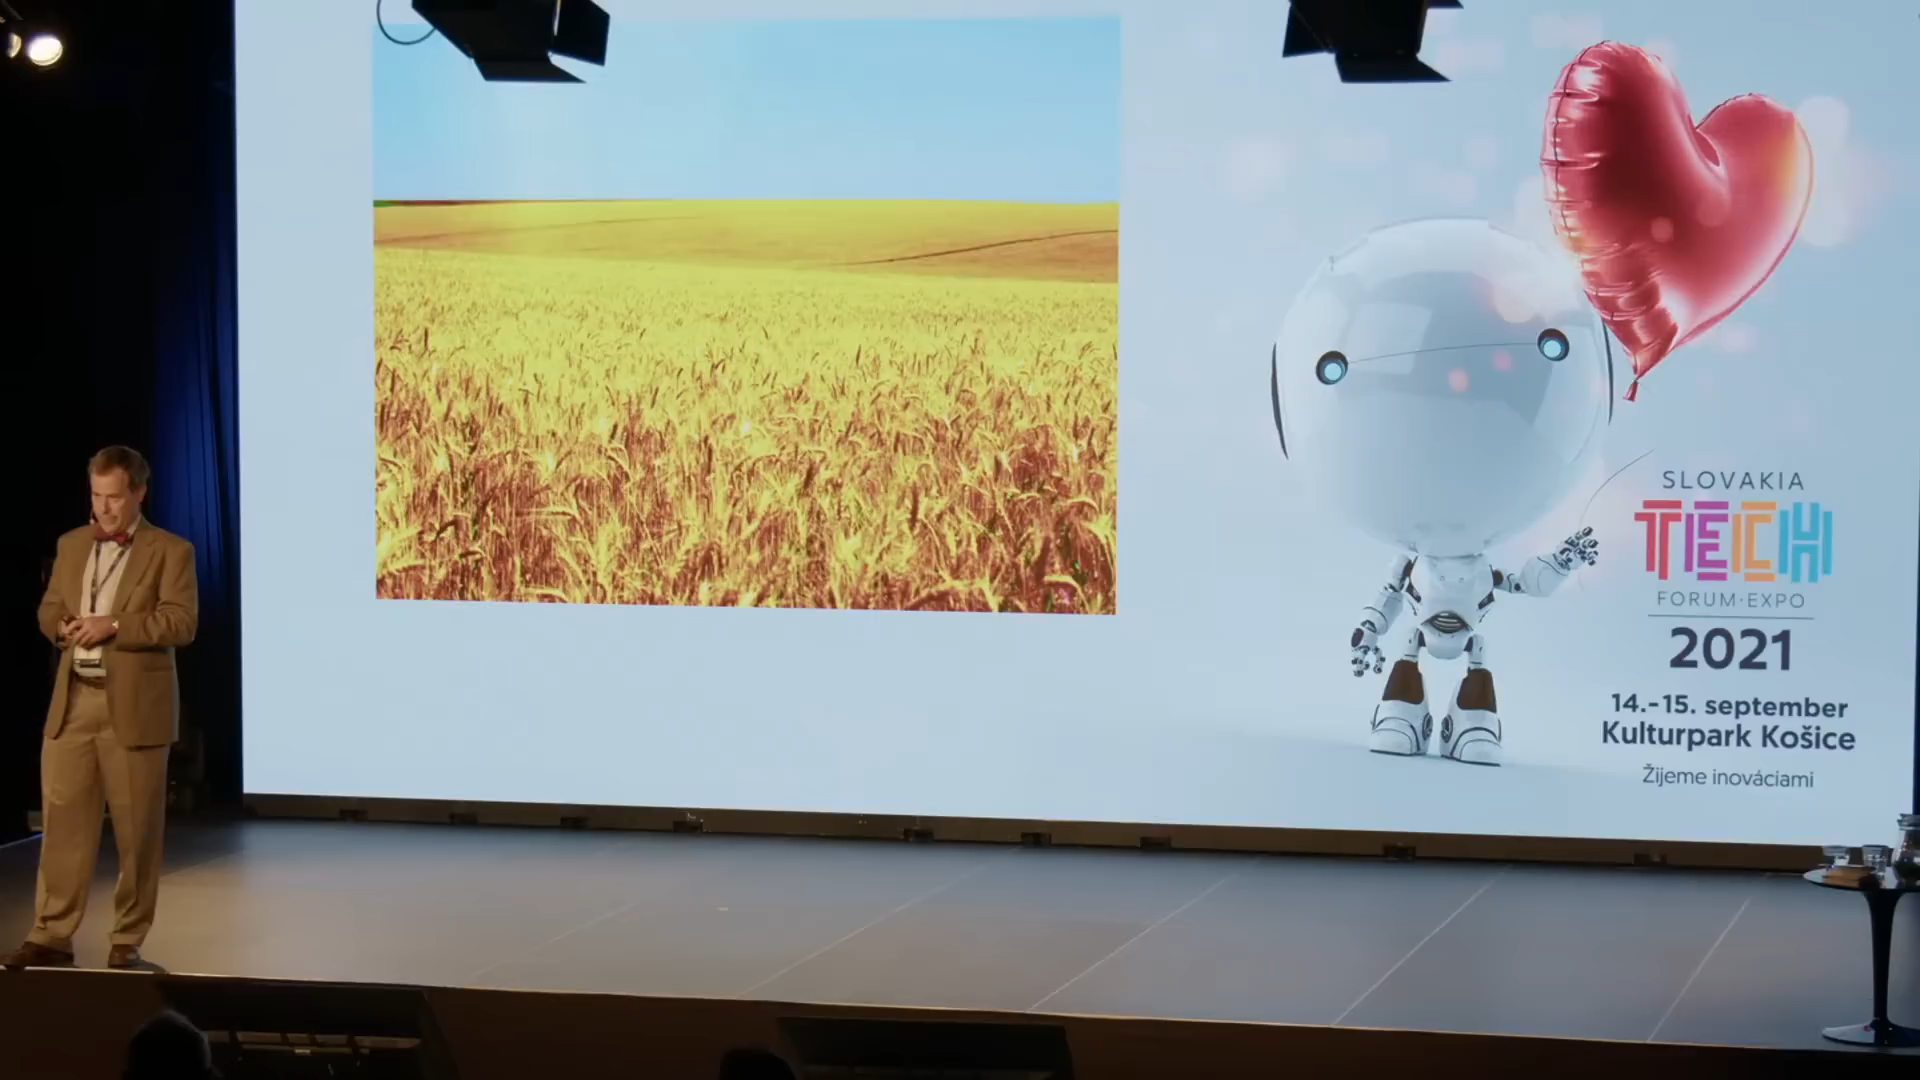 SLOVAKIA
TECH
FORUM·EXPO
2021
14.-15. september
Kulturpark Košice
Žijeme inováciami